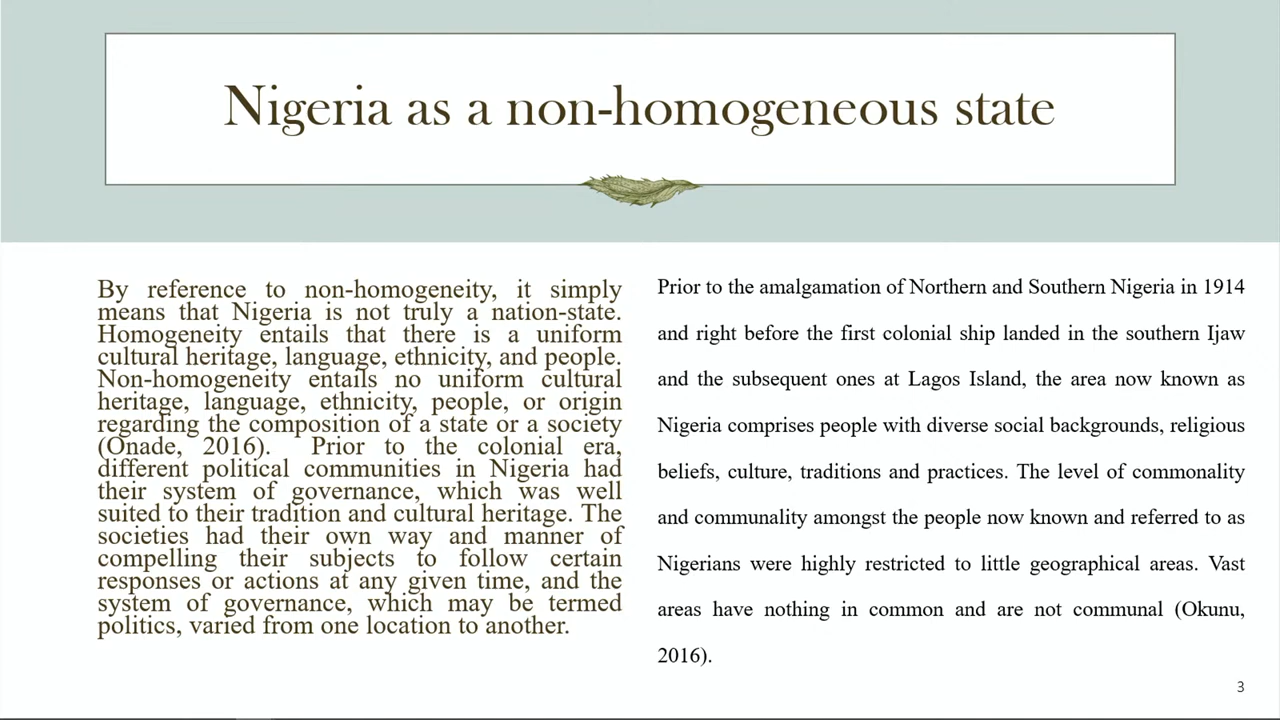 Nigeria as a non-homogeneous state
By reference to non-homogeneity, it simply
means that Nigeria is not truly a nation-state.
Homogeneity entails that there is a uniform
cultural heritage, language, ethnicity, and people.
Non-homogeneity entails no uniform cultural
heritage, language, ethnicity, people, or origin
regarding the composition of a state or a society
(Onade, 2016). Prior to the colonial era,
different political communities in Nigeria had
their system of governance, which was well
suited to their tradition and cultural heritage. The
societies had their own way and manner of
compelling their subjects to follow certain
responses or actions at any given time, and the
system of governance, which may be termed
politics, varied from one location to another.
Prior to the amalgamation of Northern and Southern Nigeria in 1914
and right before the first colonial ship landed in the southern Ijaw
and the subsequent ones at Lagos Island, the area now known as
Nigeria comprises people with diverse social backgrounds, religious
beliefs, culture, traditions and practices. The level of commonality
and communality amongst the people now known and referred to as
Nigerians were highly restricted to little geographical areas. Vast
areas have nothing in common and are not communal (Okunu,
2016).
3